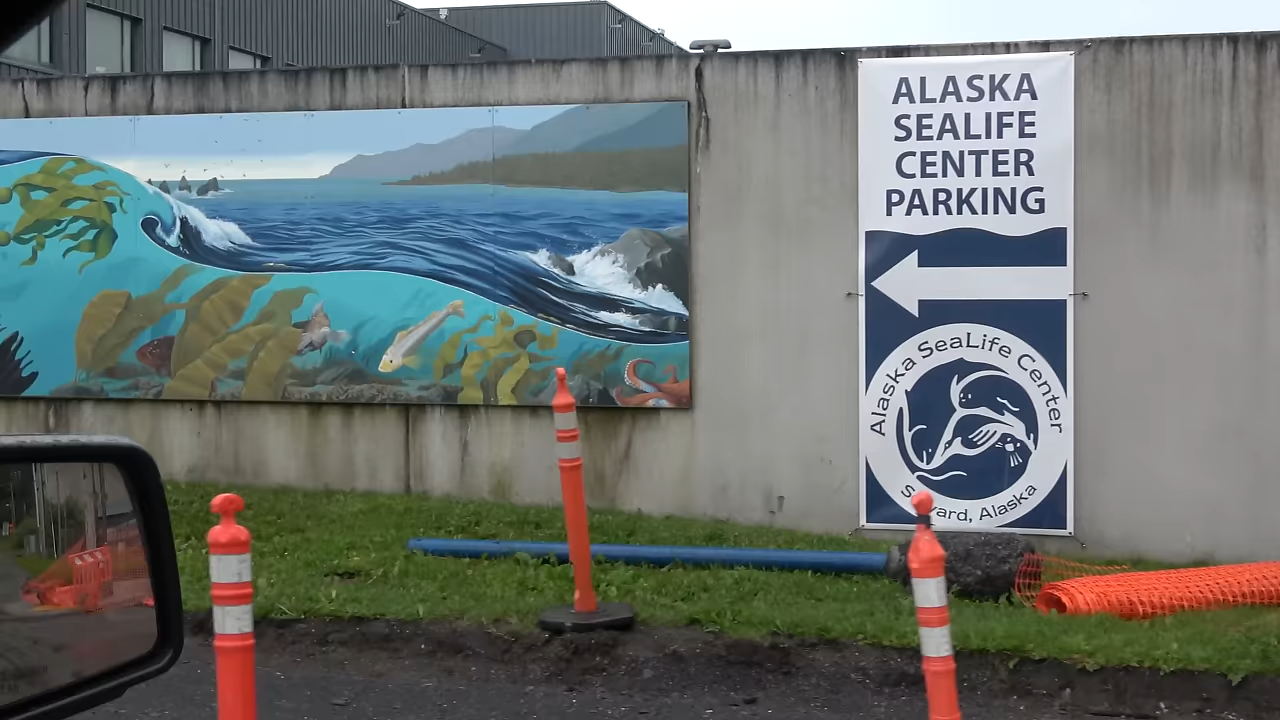 ALASKA
SEALIFE
CENTER
PARKING
Alaska SeaLife Center
Seward, Alaska